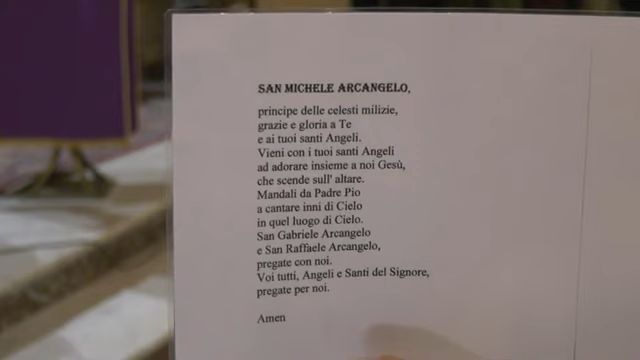 SAN MICHELE ARCANGELO,
principe delle celesti milizie,
grazie e gloria a Te
e ai tuoi santi Angeli.
Vieni con i tuoi santi Angeli
ad adorare insieme a noi Gesù,
che scende sull' altare.
Mandali da Padre Pio
a cantare inni di Cielo
in quel luogo di Cielo.
San Gabriele Arcangelo
e San Raffaele Arcangelo,
pregate con noi.
Voi tutti, Angeli e Santi del Signore,
pregate per noi.
Amen